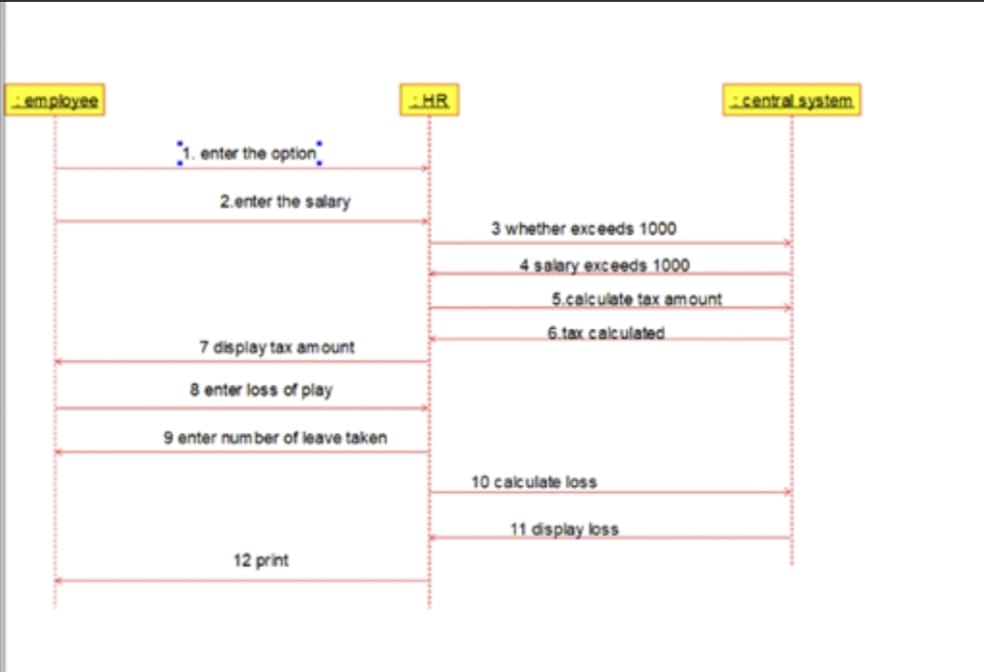 : employee
: HR
: central system
1. enter the option
2.enter the salary
3 whether exceeds 1000
4 salary exceeds 1000
5.calculate tax amount
6.tax calculated
7 display tax amount
8 enter loss of play
9 enter number of leave taken
10 calculate loss
11 display loss
12 print